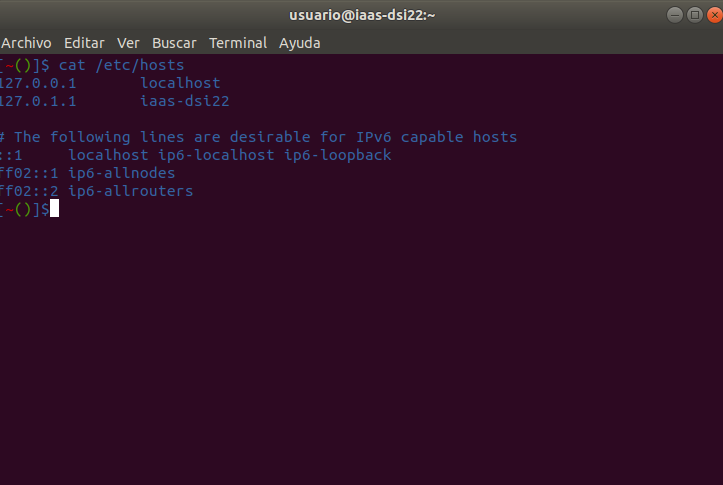 usuario@iaas-dsi22:~
Archivo Editar Ver Buscar Terminal Ayuda
[~()]$ cat /etc/hosts
127.0.0.1 localhost
127.0.1.1 iaas-dsi22
# The following lines are desirable for IPv6 capable hosts
::1 localhost ip6-localhost ip6-loopback
ff02::1 ip6-allnodes
ff02::2 ip6-allrouters
[~()]$